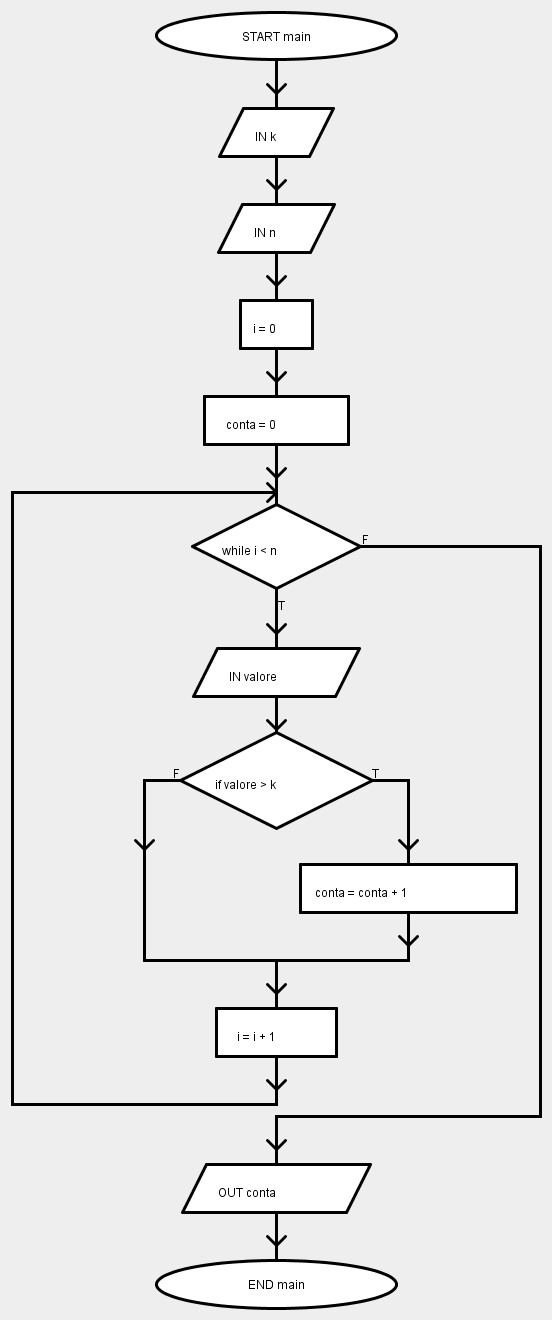 START main
IN k
IN n
i = 0
conta = 0
while i < n
F
T
IN valore
F
if valore > k
T
conta = conta + 1
i = i + 1
OUT conta
END main